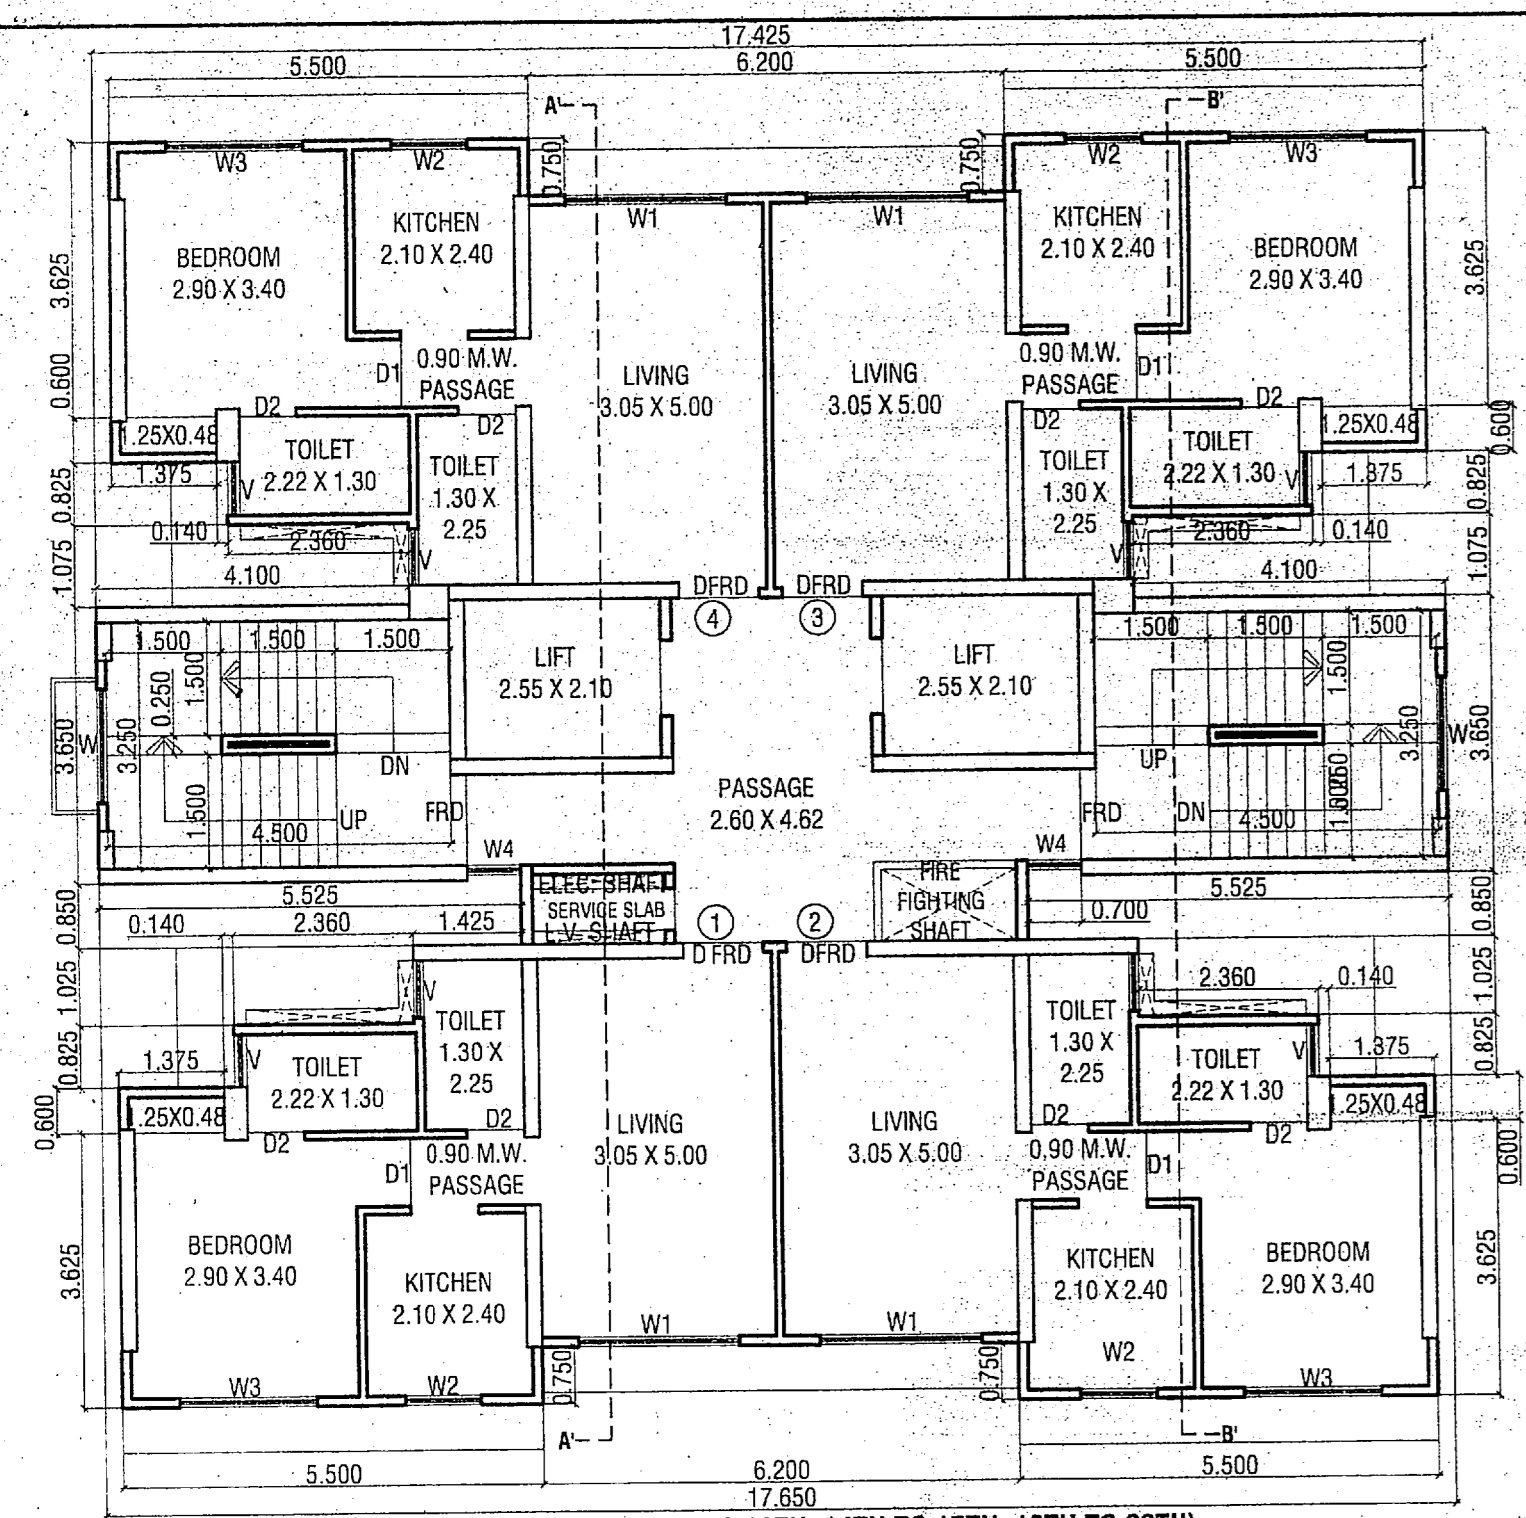 17.425
5.500
6.200
5.500
A'
B'
W3
W2
0.750
0.750
W2
W3
W1
W1
KITCHEN
2.10 X 2.40
KITCHEN
2.10 X 2.40
BEDROOM
2.90 X 3.40
BEDROOM
2.90 X 3.40
3.625
3.625
0.90 M.W.
PASSAGE
0.90 M.W.
PASSAGE
D1
D1
LIVING
3.05 X 5.00
LIVING
3.05 X 5.00
0.600
0.600
D2
D2
D2
D2
1.25X0.48
1.25X0.48
TOILET
2.22 X 1.30
TOILET
1.30 X
2.25
TOILET
1.30 X
2.25
TOILET
2.22 X 1.30
1.375
1.375
V
V
0.825
0.825
0.140
2.360
2.360
0.140
V
V
1.075
1.075
4.100
4.100
DFRD
DFRD
4
3
1.500
1.500
1.500
1.500
1.500
1.500
LIFT
2.55 X 2.10
LIFT
2.55 X 2.10
1.500
0.250
1.500
3.650
W
3.250
3.250
W
3.650
DN
UP
PASSAGE
2.60 X 4.62
1.500
UP
FRD
FRD
DN
4.500
4.500
W4
W4
ELEC. SHAFT
SERVICE SLAB
L.V. SHAFT
FIRE
FIGHTING
SHAFT
5.525
5.525
0.850
0.850
0.140
2.360
1.425
1
2
0.700
D FRD
DFRD
1.025
1.025
2.360
0.140
V
TOILET
1.30 X
2.25
TOILET
1.30 X
2.25
0.825
0.825
1.375
1.375
V
V
TOILET
2.22 X 1.30
TOILET
2.22 X 1.30
0.600
0.600
.25X0.48
1.25X0.48
D2
D2
D2
D2
LIVING
3.05 X 5.00
LIVING
3.05 X 5.00
D1
D1
0.90 M.W.
PASSAGE
0.90 M.W.
PASSAGE
BEDROOM
2.90 X 3.40
BEDROOM
2.90 X 3.40
3.625
3.625
KITCHEN
2.10 X 2.40
KITCHEN
2.10 X 2.40
W1
W1
W3
W2
0.750
0.750
W2
W3
A'
B'
5.500
6.200
5.500
17.650